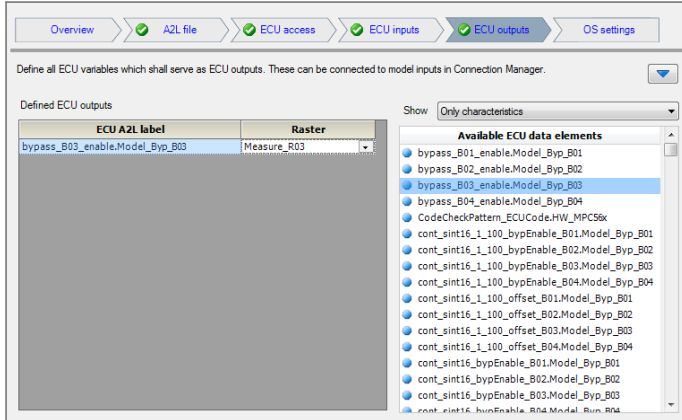 Overview
A2L file
ECU access
ECU inputs
ECU outputs
OS settings
Define all ECU variables which shall serve as ECU outputs. These can be connected to model inputs in Connection Manager.
Defined ECU outputs
ECU A2L label
Raster
bypass_B03_enable.Model_Byp_B03
Measure_R03
Show
Only characteristics
Available ECU data elements
bypass_B01_enable.Model_Byp_B01
bypass_B02_enable.Model_Byp_B02
bypass_B03_enable.Model_Byp_B03
bypass_B04_enable.Model_Byp_B04
CodeCheckPattern_ECUCode.HW_MPC56x
cont_sint16_1_100_bypEnable_B01.Model_Byp_B01
cont_sint16_1_100_bypEnable_B02.Model_Byp_B02
cont_sint16_1_100_bypEnable_B03.Model_Byp_B03
cont_sint16_1_100_bypEnable_B04.Model_Byp_B04
cont_sint16_1_100_offset_B01.Model_Byp_B01
cont_sint16_1_100_offset_B02.Model_Byp_B02
cont_sint16_1_100_offset_B03.Model_Byp_B03
cont_sint16_1_100_offset_B04.Model_Byp_B04
cont_sint16_bypEnable_B01.Model_Byp_B01
cont_sint16_bypEnable_B02.Model_Byp_B02
cont_sint16_bypEnable_B03.Model_Byp_B03
cont_sint16_bypEnable_B04.Model_Byp_B04